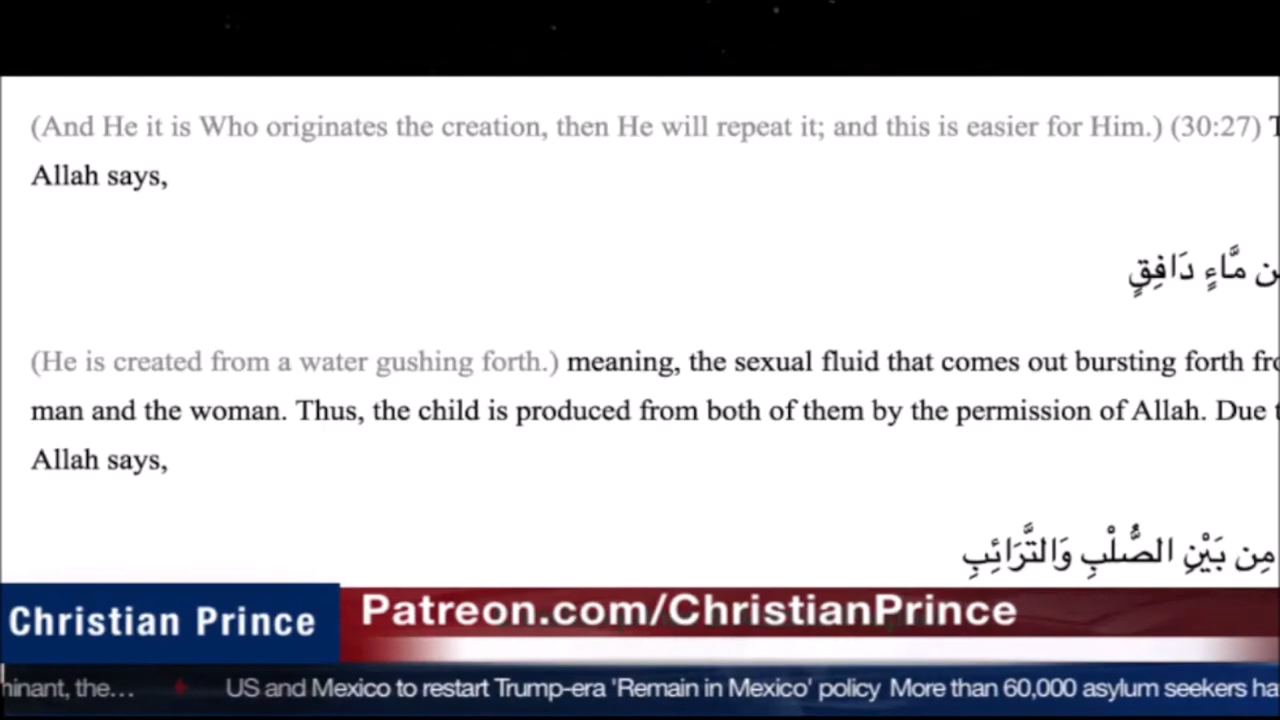 (And He it is Who originates the creation, then He will repeat it; and this is easier for Him.) (30:27)
Allah says,
مَّاءٍ دَافِقٍ
(He is created from a water gushing forth.) meaning, the sexual fluid that comes out bursting forth
man and the woman. Thus, the child is produced from both of them by the permission of Allah. Due
Allah says,
مِن بَيْنِ الصُّلْبِ وَالتَّرَائِبِ
Christian Prince
Patreon.com/ChristianPrince
the… US and Mexico to restart Trump-era 'Remain in Mexico' policy More than 60,000 asylum seekers